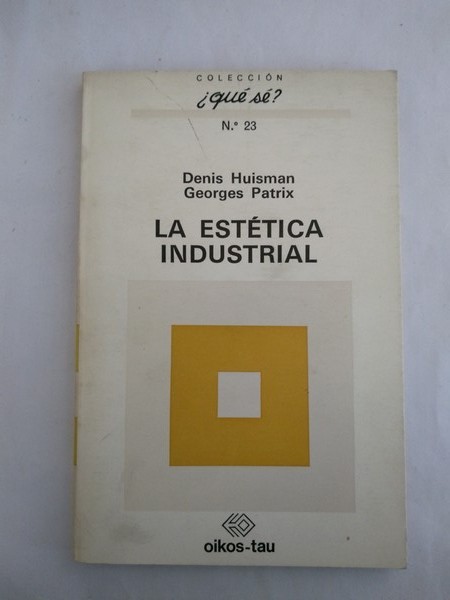 COLECCIÓN
¿qué sé?
N.º 23
Denis Huisman
Georges Patrix
LA ESTÉTICA
INDUSTRIAL
oikos-tau